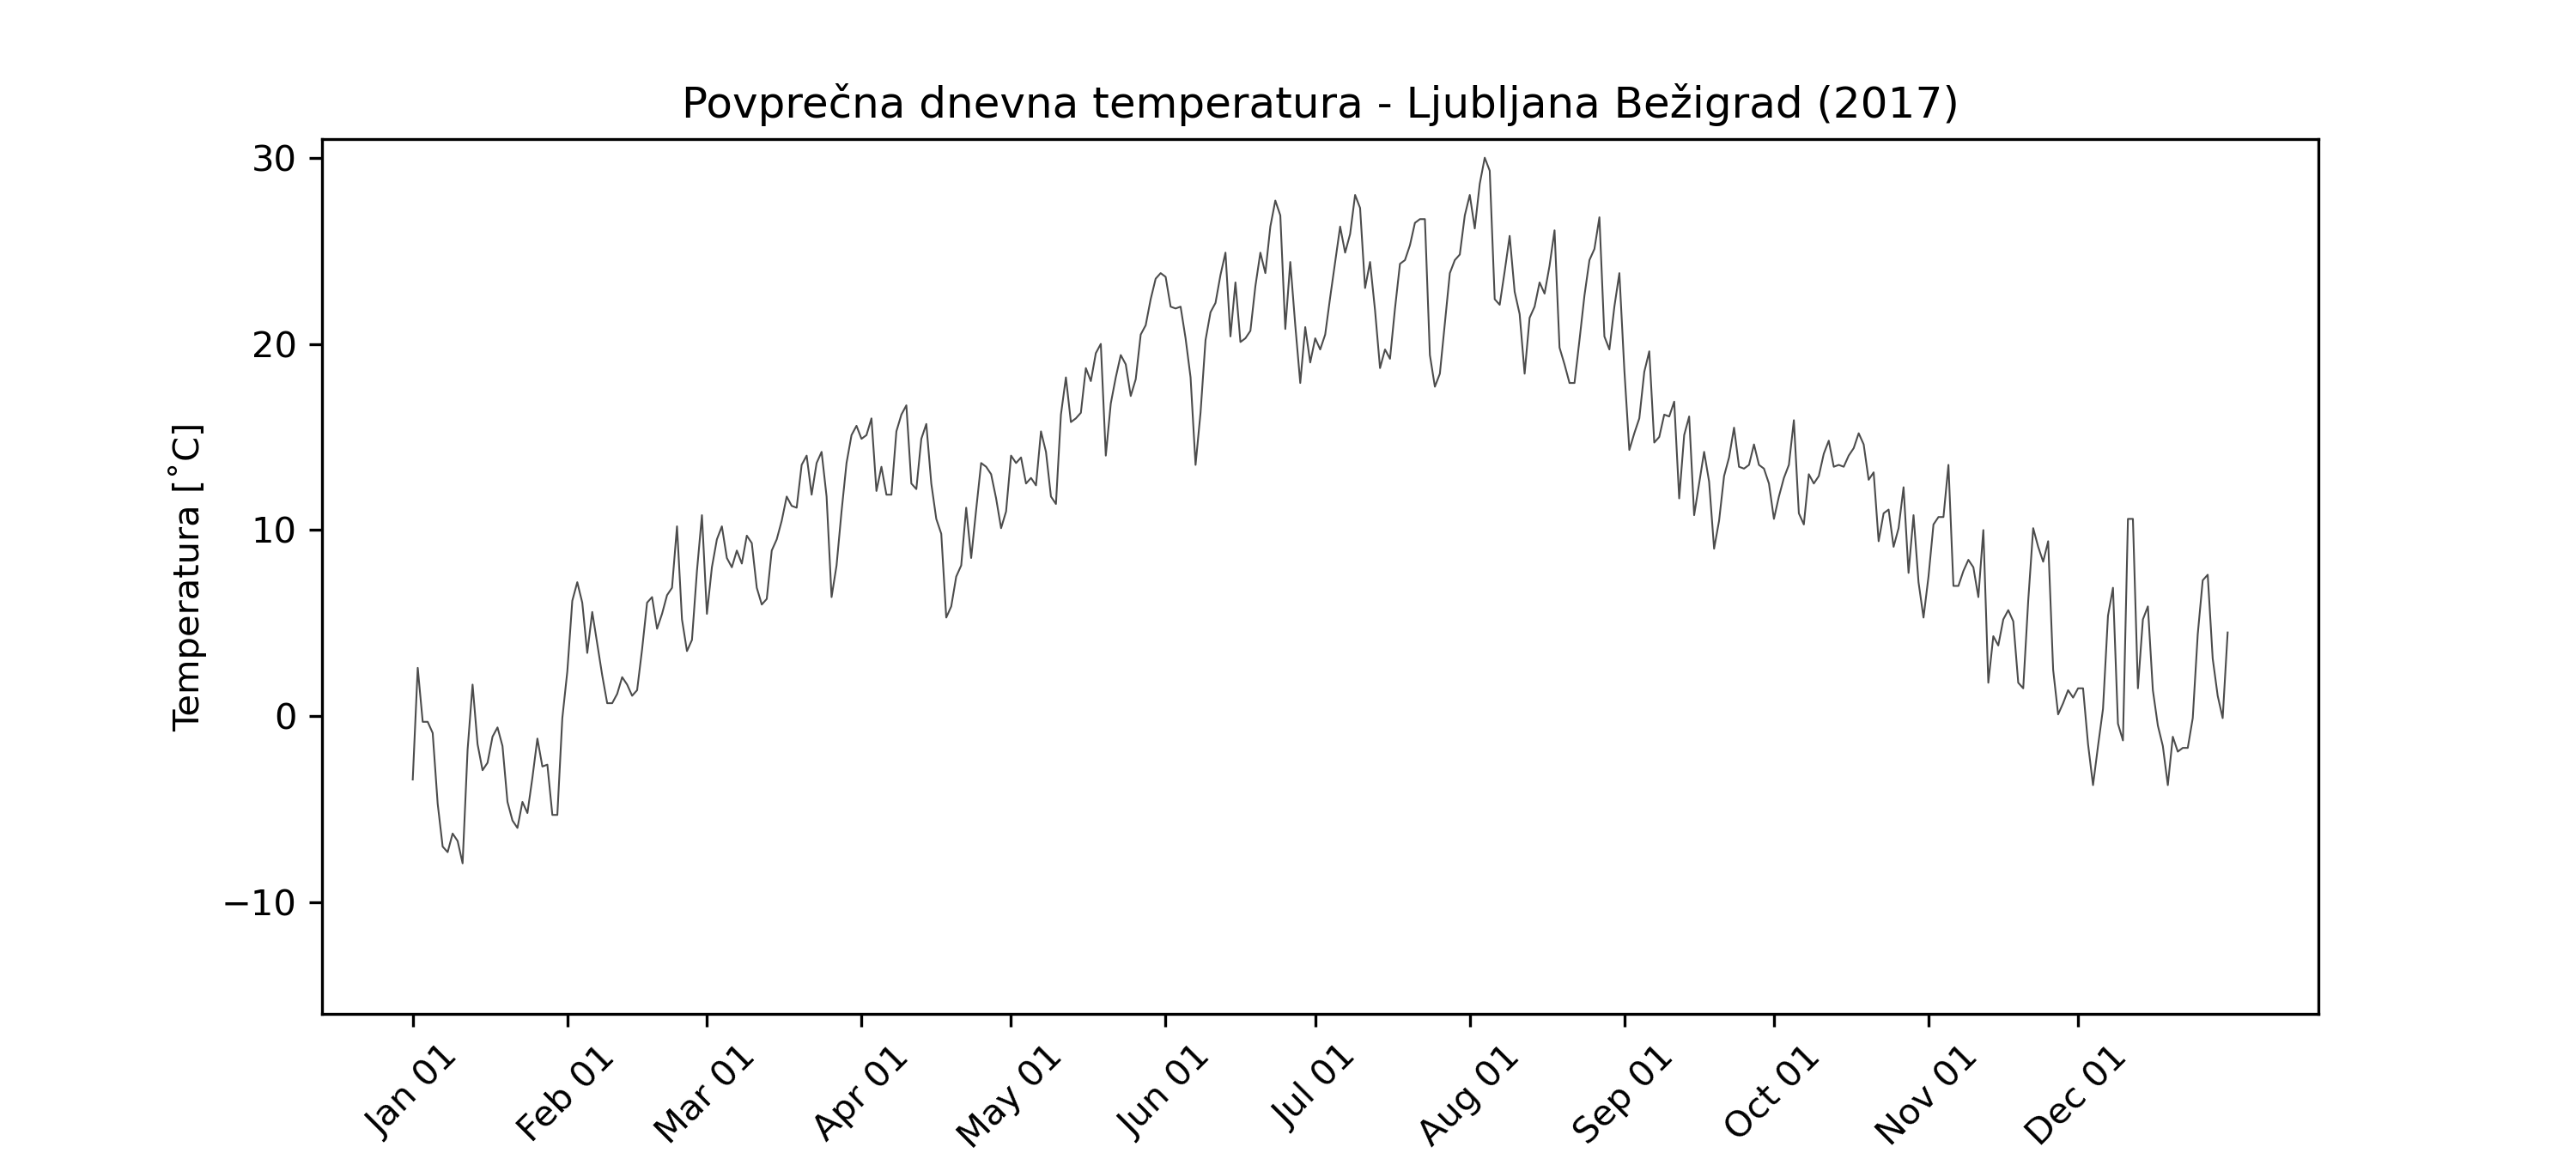 Povprečna dnevna temperatura - Ljubljana Bežigrad (2017)
Temperatura [˚C]
30
20
10
0
−10
Jan 01
Feb 01
Mar 01
Apr 01
May 01
Jun 01
Jul 01
Aug 01
Sep 01
Oct 01
Nov 01
Dec 01